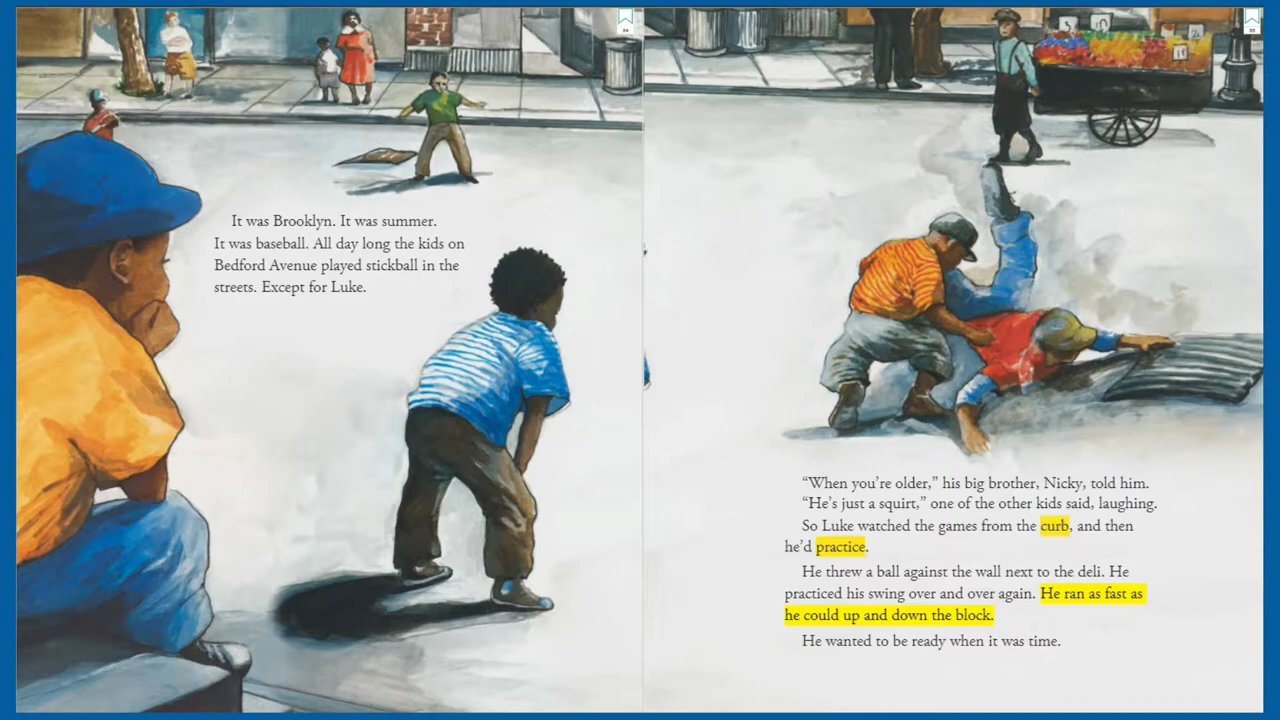 It was Brooklyn. It was summer.
It was baseball. All day long the kids on
Bedford Avenue played stickball in the
streets. Except for Luke.
“When you’re older,” his big brother, Nicky, told him.
“He’s just a squirt,” one of the other kids said, laughing.
So Luke watched the games from the curb, and then
he’d practice.
He threw a ball against the wall next to the deli. He
practiced his swing over and over again. He ran as fast as
he could up and down the block.
He wanted to be ready when it was time.